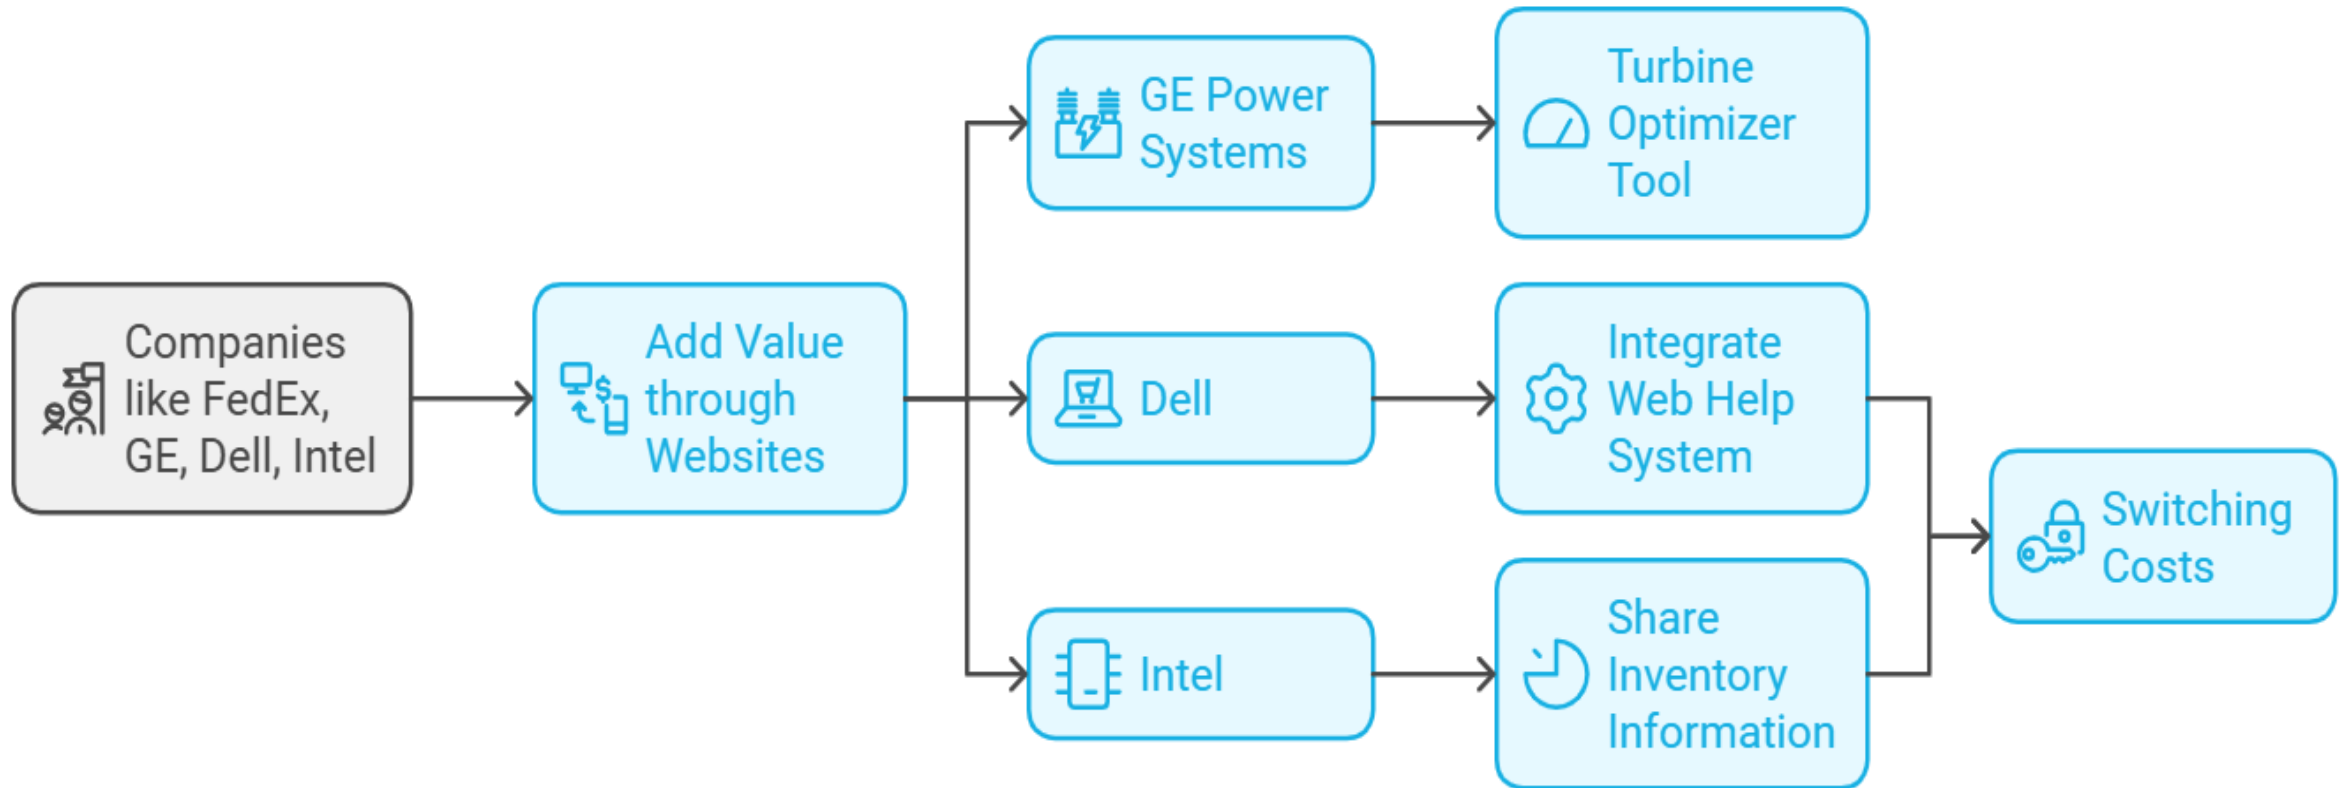 Companies
like FedEx,
GE, Dell, Intel
Add Value
through
Websites
GE Power
Systems
Turbine
Optimizer
Tool
Dell
Integrate
Web Help
System
Intel
Share
Inventory
Information
Switching
Costs